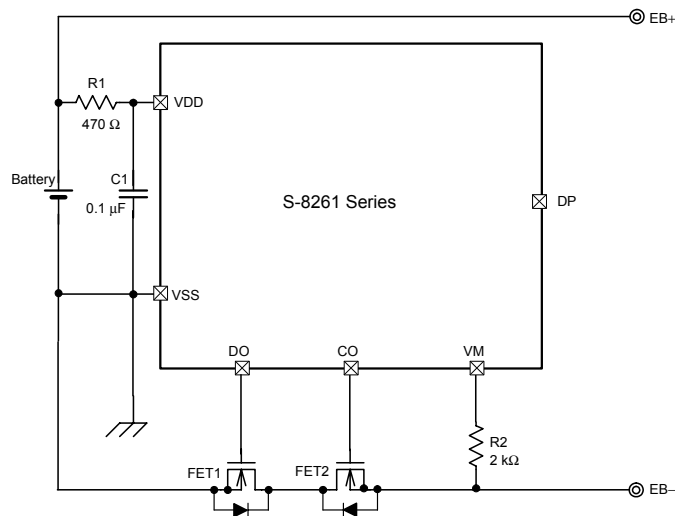 EB+
R1
VDD
470 Ω
Battery
C1
0.1 μF
S-8261 Series
DP
VSS
DO
CO
VM
R2
2 kΩ
FET1
FET2
EB−